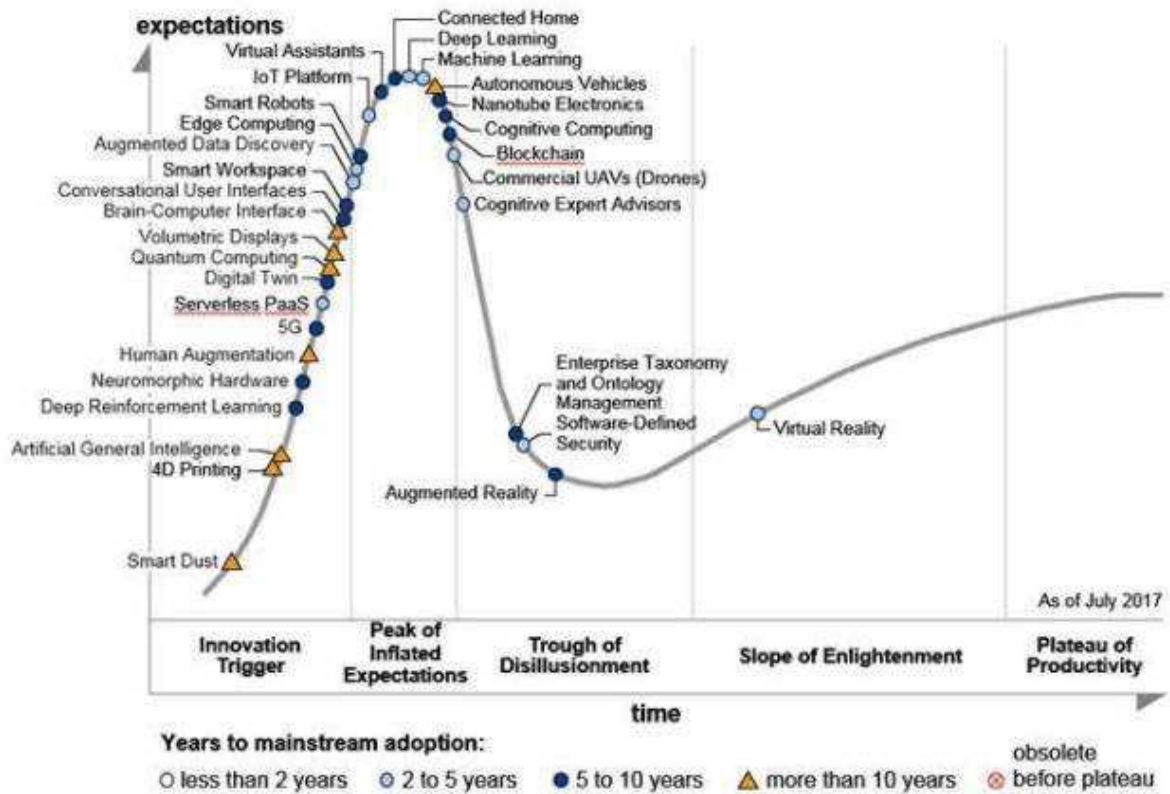 expectations
Connected Home
Deep Learning
Virtual Assistants
Machine Learning
IoT Platform
Autonomous Vehicles
Smart Robots
Nanotube Electronics
Edge Computing
Cognitive Computing
Augmented Data Discovery
Blockchain
Smart Workspace
Commercial UAVs (Drones)
Conversational User Interfaces
Cognitive Expert Advisors
Brain-Computer Interface
Volumetric Displays
Quantum Computing
Digital Twin
Serverless PaaS
5G
Human Augmentation
Neuromorphic Hardware
Deep Reinforcement Learning
Artificial General Intelligence
4D Printing
Smart Dust
Enterprise Taxonomy
and Ontology
Management
Software-Defined
Security
Augmented Reality
Virtual Reality
As of July 2017
Innovation
Trigger
Peak of
Inflated
Expectations
Trough of
Disillusionment
Slope of Enlightenment
Plateau of
Productivity
time
Years to mainstream adoption:
less than 2 years
2 to 5 years
5 to 10 years
more than 10 years
obsolete
before plateau